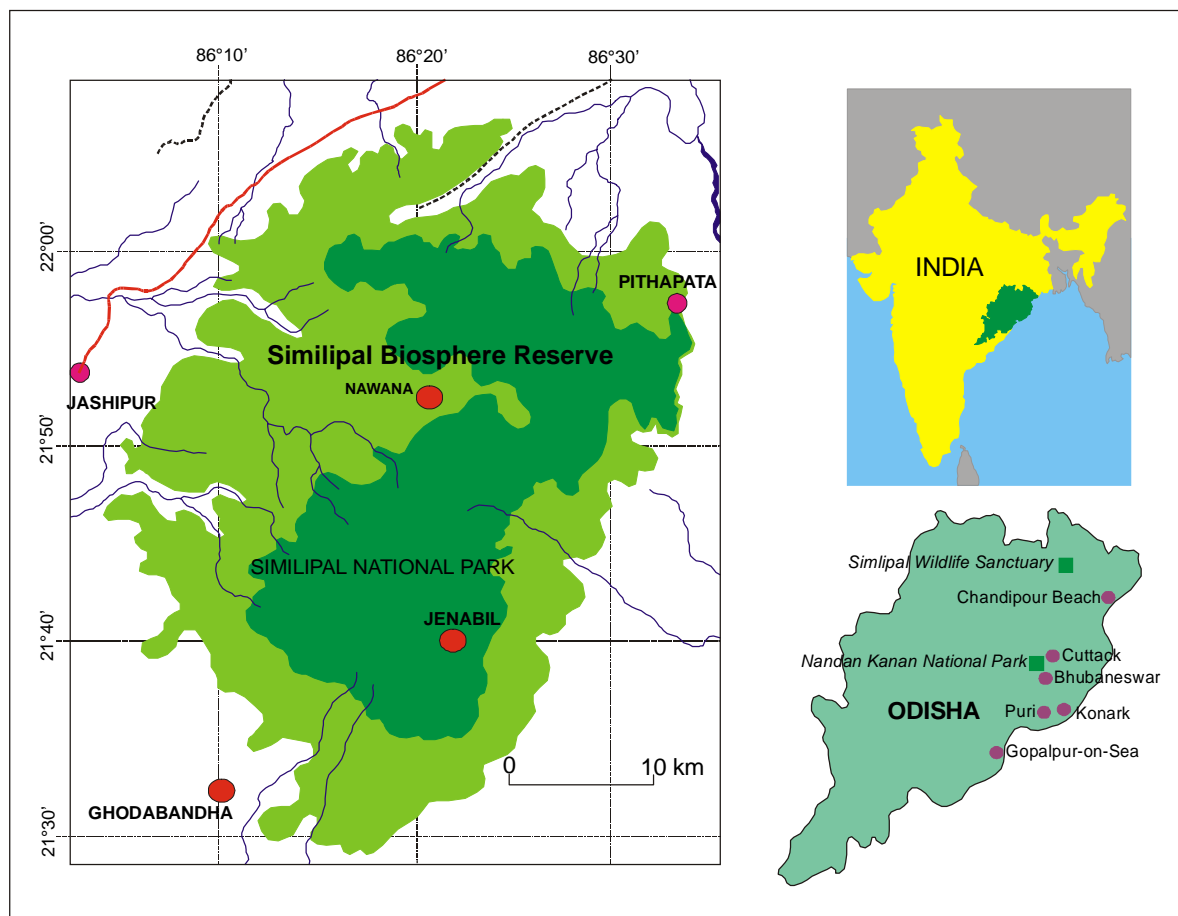 86°10’
86°20’
86°30’
22°00’
PITHAPATA
INDIA
Similipal Biosphere Reserve
NAWANA
JASHIPUR
21°50’
Simlipal Wildlife Sanctuary
SIMILIPAL NATIONAL PARK
Chandipour Beach
JENABIL
21°40’
Cuttack
Nandan Kanan National Park
Bhubaneswar
ODISHA
Puri
Konark
Gopalpur-on-Sea
0
10 km
GHODABANDHA
21°30’